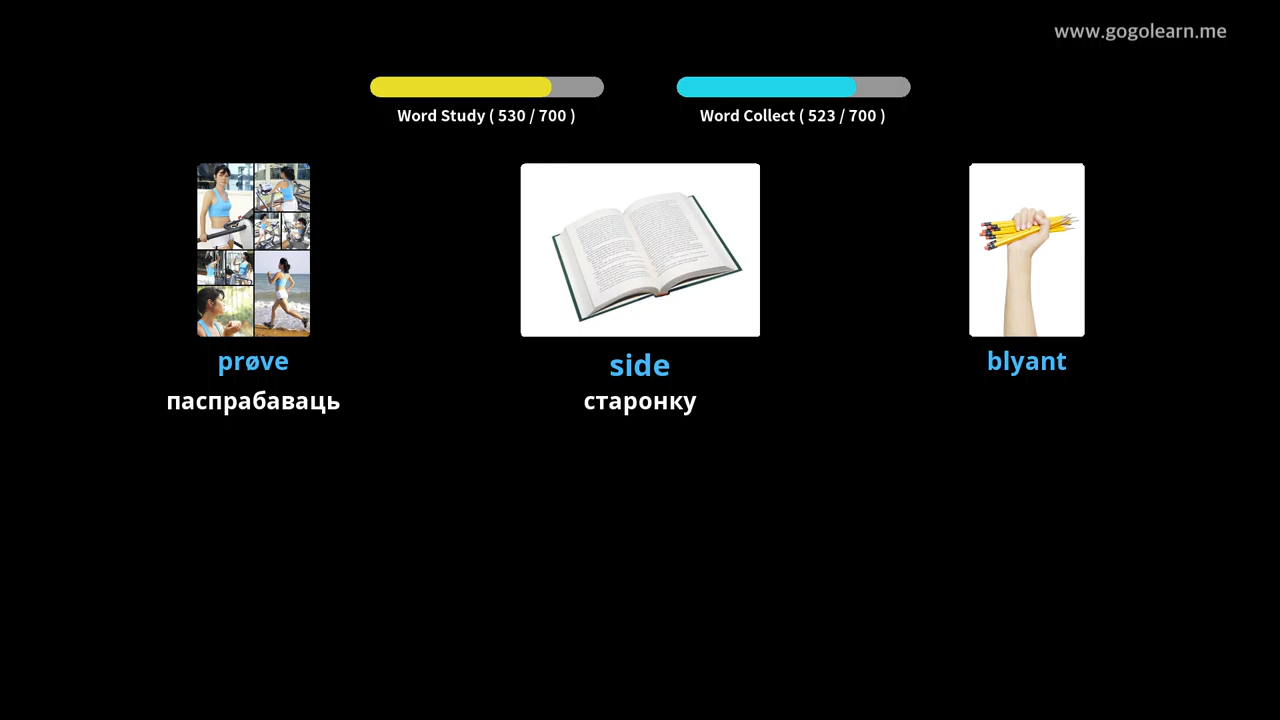 www.gogolearn.me
Word Study ( 530 / 700 )
Word Collect ( 523 / 700 )
prøve
side
blyant
паспрабаваць
старонку